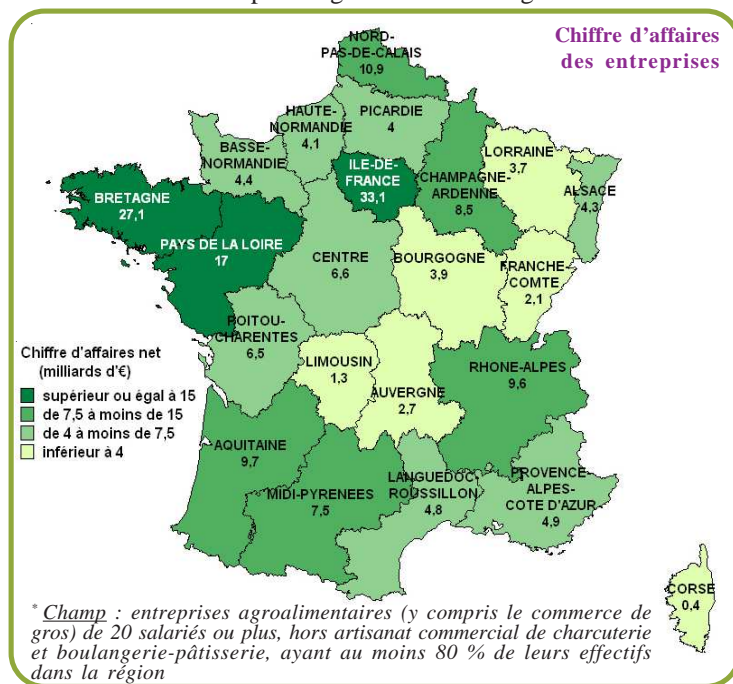 Chiffre d'affaires
des entreprises
NORD-
PAS-DE-CALAIS
10,9
HAUTE-
NORMANDIE
4,1
PICARDIE
4
BASSE-
NORMANDIE
4,4
ILE-DE-
FRANCE
33,1
CHAMPAGNE-
ARDENNE
8,5
LORRAINE
3,7
ALSACE
4,3
BRETAGNE
27,1
PAYS DE LA LOIRE
17
CENTRE
6,6
BOURGOGNE
3,9
FRANCHE-
COMTE
2,1
POITOU-
CHARENTES
6,5
LIMOUSIN
1,3
AUVERGNE
2,7
RHONE-ALPES
9,6
AQUITAINE
9,7
MIDI-PYRENEES
7,5
LANGUEDOC-
ROUSSILLON
4,8
PROVENCE-
ALPES-
COTE D'AZUR
4,9
CORSE
0,4
Chiffre d'affaires net
(milliards d'€)
supérieur ou égal à 15
de 7,5 à moins de 15
de 4 à moins de 7,5
inférieur à 4
* Champ : entreprises agroalimentaires (y compris le commerce de
gros) de 20 salariés ou plus, hors artisanat commercial de charcuterie
et boulangerie-pâtisserie, ayant au moins 80 % de leurs effectifs
dans la région